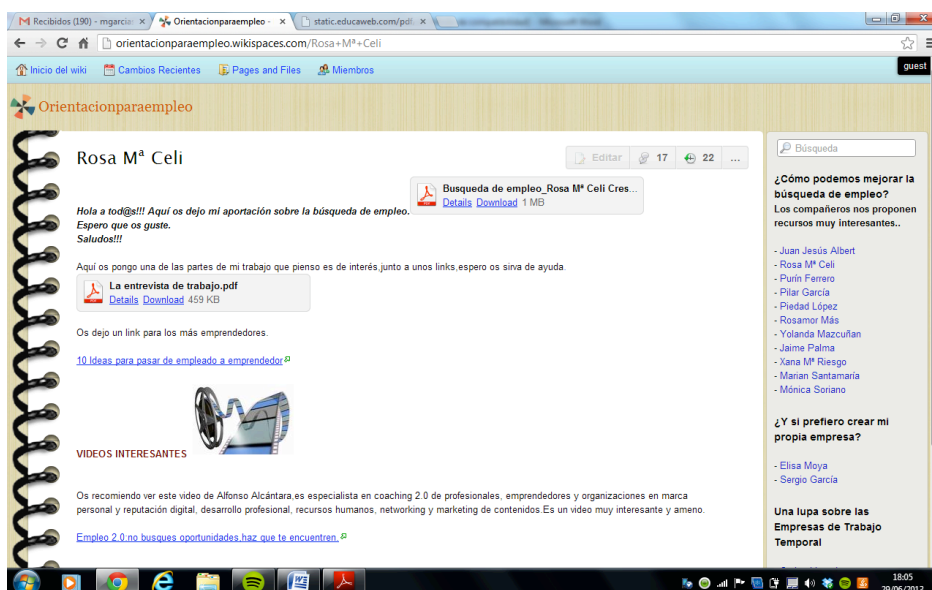 Recibidos (190) - mgarcia
Orientacionparaempleo -
static.educaweb.com/pdf
orientacionparaempleo.wikispaces.com/Rosa+Mª+Celi
Inicio del wiki
Cambios Recientes
Pages and Files
Miembros
guest
Orientacionparaempleo
Rosa Mª Celi
Editar
17
22
...
Busqueda de empleo_Rosa Mª Celi Cres...
Details Download 1 MB
Hola a tod@s!!! Aquí os dejo mi aportación sobre la búsqueda de empleo.
Espero que os guste.
Saludos!!!
Aquí os pongo una de las partes de mi trabajo que pienso es de interés,junto a unos links,espero os sirva de ayuda.
PDF
La entrevista de trabajo.pdf
Details Download 459 KB
Os dejo un link para los más emprendedores.
10 Ideas para pasar de empleado a emprendedor
VIDEOS INTERESANTES
Os recomiendo ver este video de Alfonso Alcántara,es especialista en coaching 2.0 de profesionales, emprendedores y organizaciones en marca
personal y reputación digital, desarrollo profesional, recursos humanos, networking y marketing de contenidos.Es un video muy interesante y ameno.
Empleo 2.0:no busques oportunidades,haz que te encuentren.
Búsqueda
¿Cómo podemos mejorar la
búsqueda de empleo?
Los compañeros nos proponen
recursos muy interesantes..
- Juan Jesús Albert
- Rosa Mª Celi
- Purín Ferrero
- Pilar García
- Piedad López
- Rosamor Más
- Yolanda Mazcuñan
- Jaime Palma
- Xana Mª Riesgo
- Marian Santamaría
- Mónica Soriano
¿Y si prefiero crear mi
propia empresa?
- Elisa Moya
- Sergio García
Una lupa sobre las
Empresas de Trabajo
Temporal
18:05
29/06/2013